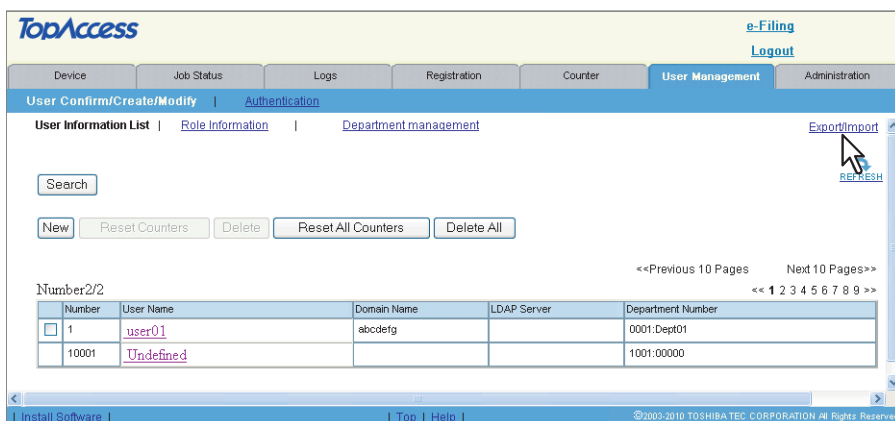 TopAccess
e-Filing
Logout
Device Job Status Logs Registration Counter User Management Administration
User Confirm/Create/Modify | Authentication
User Information List | Role Information | Department management Export/Import
REFRESH
Search
New Reset Counters Delete Reset All Counters Delete All
<<Previous 10 Pages Next 10 Pages>>
Number2/2 << 1 2 3 4 5 6 7 8 9 >>
Number User Name Domain Name LDAP Server Department Number
1 user01 abcdefg 0001:Dept01
10001 Undefined 1001:00000
| Install Software | | Top | Help | ©2003-2010 TOSHIBA TEC CORPORATION All Rights Reserve